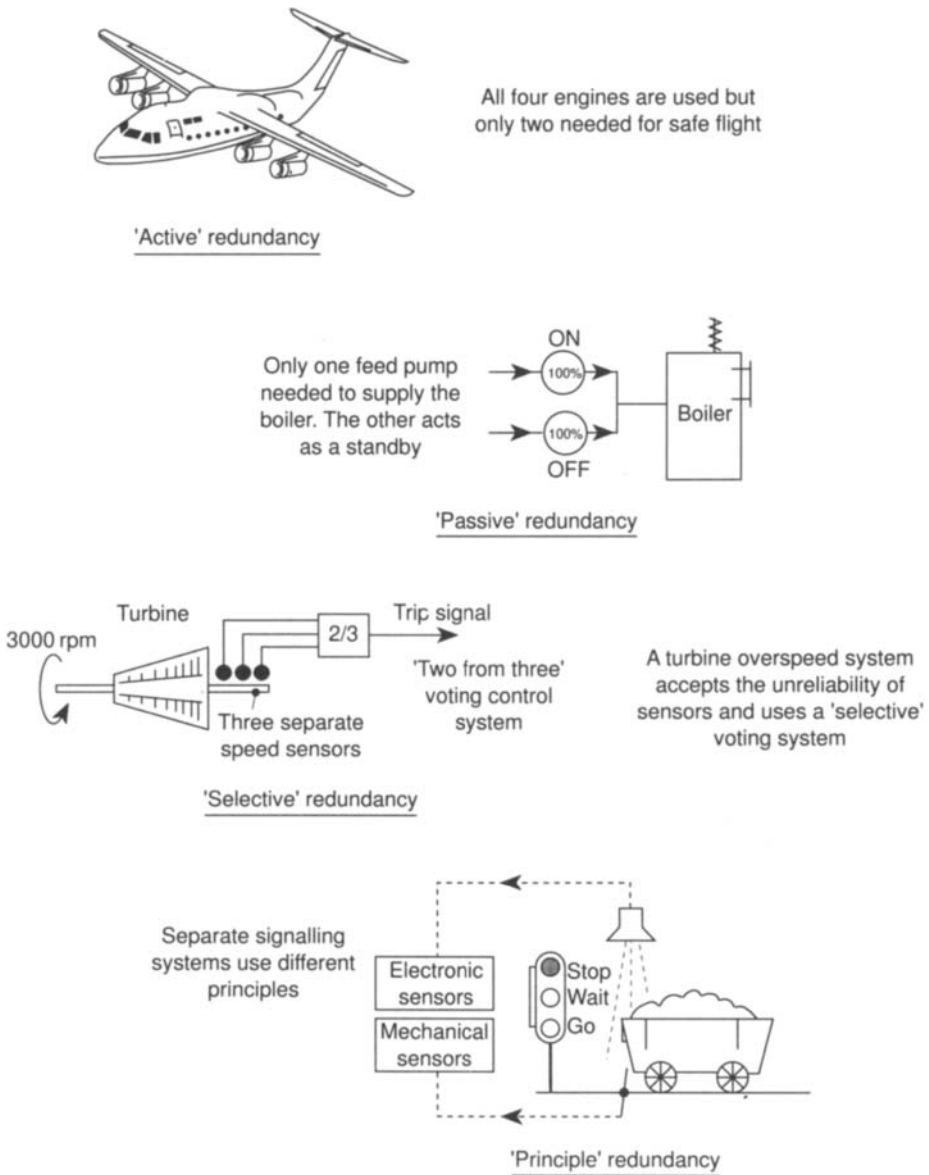 All four engines are used but
only two needed for safe flight
'Active' redundancy
Only one feed pump
needed to supply the
boiler. The other acts
as a standby
ON
100%
100%
OFF
Boiler
'Passive' redundancy
3000 rpm
Turbine
2/3
Trip signal
'Two from three'
voting control
system
Three separate
speed sensors
A turbine overspeed system
accepts the unreliability of
sensors and uses a 'selective'
voting system
'Selective' redundancy
Separate signalling
systems use different
principles
Electronic
sensors
Mechanical
sensors
Stop
Wait
Go
'Principle' redundancy